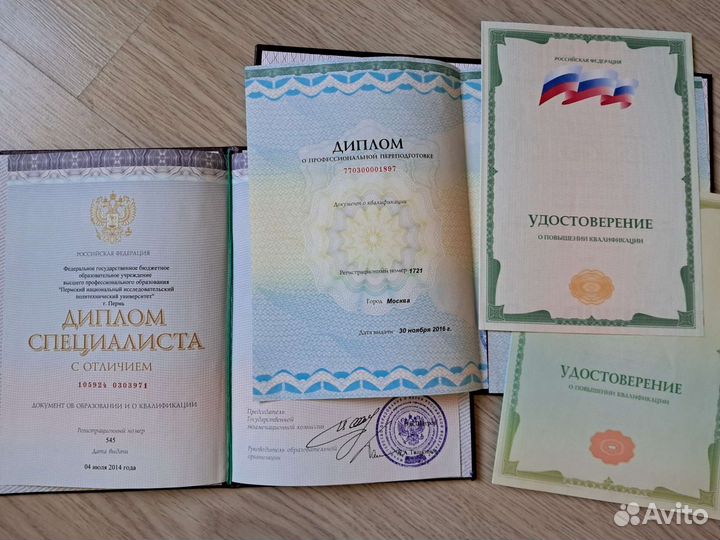 РОССИЙСКАЯ ФЕДЕРАЦИЯ
Федеральное государственное бюджетное
образовательное учреждение
высшего профессионального образования
"Пермский национальный исследовательский
политехнический университет"
г. Пермь
ДИПЛОМ
СПЕЦИАЛИСТА
С ОТЛИЧИЕМ
105924 0303971
ДОКУМЕНТ ОБ ОБРАЗОВАНИИ И О КВАЛИФИКАЦИИ
Регистрационный номер
545
Дата выдачи
04 июля 2014 года
ДИПЛОМ
О ПРОФЕССИОНАЛЬНОЙ ПЕРЕПОДГОТОВКЕ
770300001897
Документ о квалификации
Регистрационный номер 1721
Город Москва
Дата выдачи 30 ноября 2016 г.
Председатель
Государственной
экзаменационной комиссии
Руководитель образовательной
организации
РОССИЙСКАЯ ФЕДЕРАЦИЯ
УДОСТОВЕРЕНИЕ
О ПОВЫШЕНИИ КВАЛИФИКАЦИИ
УДОСТОВЕРЕНИЕ
О ПОВЫШЕНИИ КВАЛИФИКАЦИИ
Avito